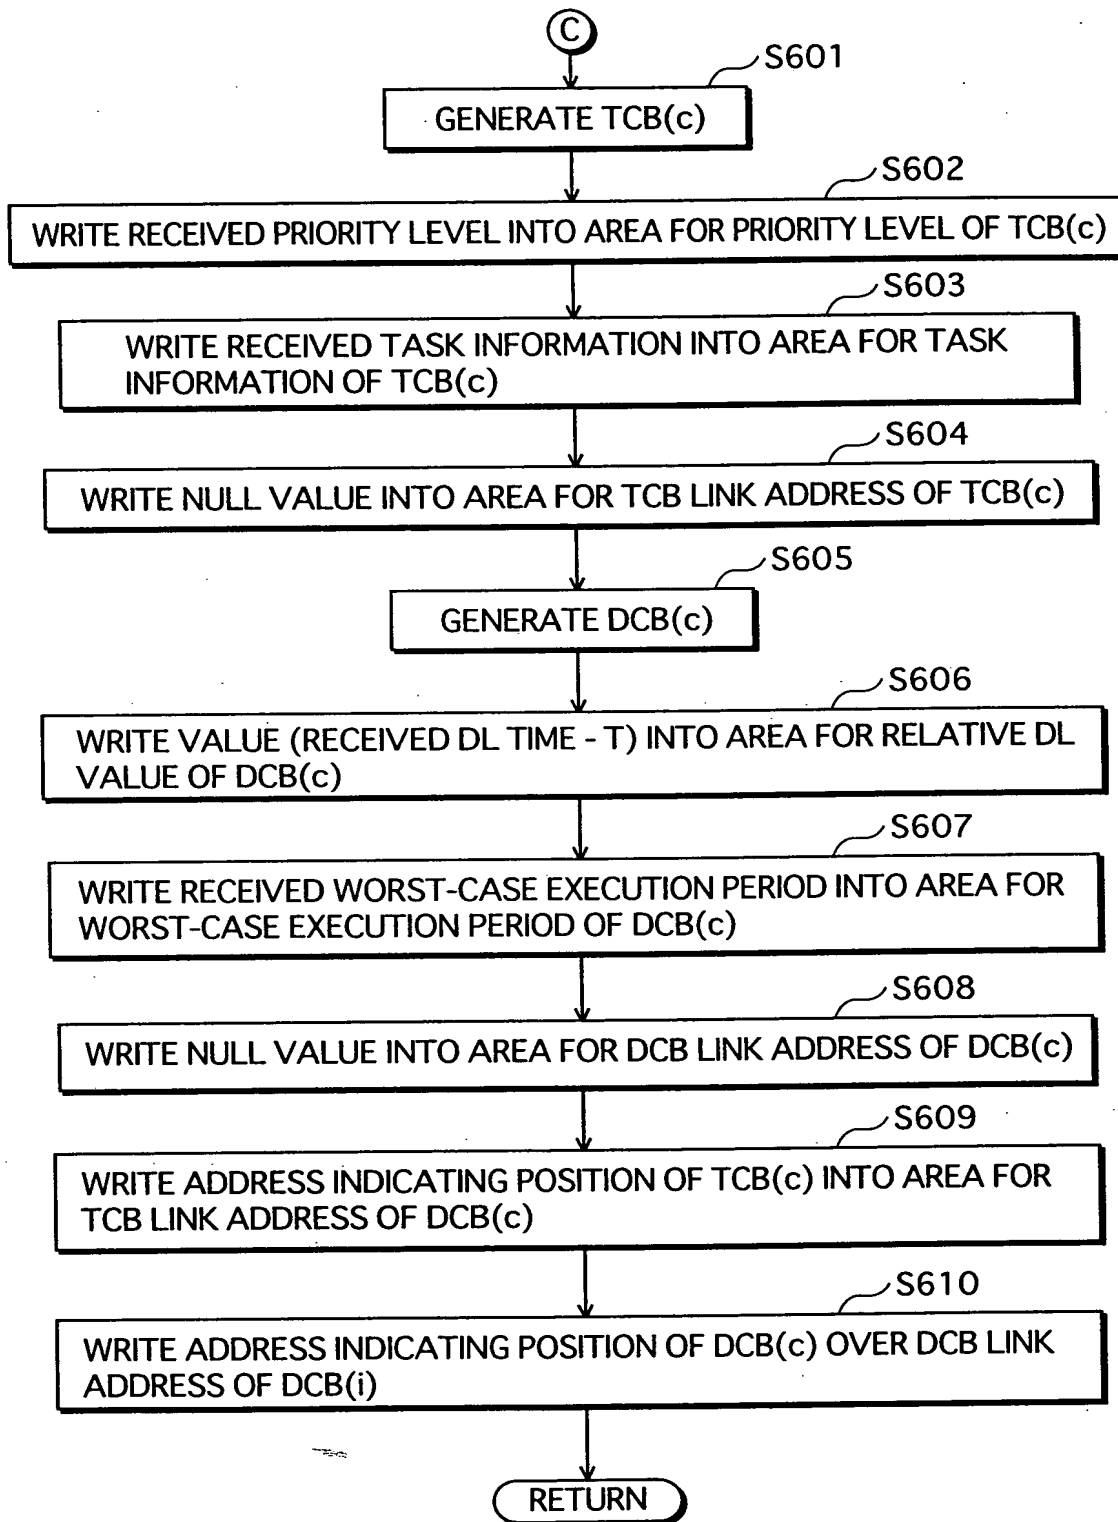 C
S601
GENERATE TCB(c)
S602
WRITE RECEIVED PRIORITY LEVEL INTO AREA FOR PRIORITY LEVEL OF TCB(c)
S603
WRITE RECEIVED TASK INFORMATION INTO AREA FOR TASK
INFORMATION OF TCB(c)
S604
WRITE NULL VALUE INTO AREA FOR TCB LINK ADDRESS OF TCB(c)
S605
GENERATE DCB(c)
S606
WRITE VALUE (RECEIVED DL TIME - T) INTO AREA FOR RELATIVE DL
VALUE OF DCB(c)
S607
WRITE RECEIVED WORST-CASE EXECUTION PERIOD INTO AREA FOR
WORST-CASE EXECUTION PERIOD OF DCB(c)
S608
WRITE NULL VALUE INTO AREA FOR DCB LINK ADDRESS OF DCB(c)
S609
WRITE ADDRESS INDICATING POSITION OF TCB(c) INTO AREA FOR
TCB LINK ADDRESS OF DCB(c)
S610
WRITE ADDRESS INDICATING POSITION OF DCB(c) OVER DCB LINK
ADDRESS OF DCB(i)
RETURN